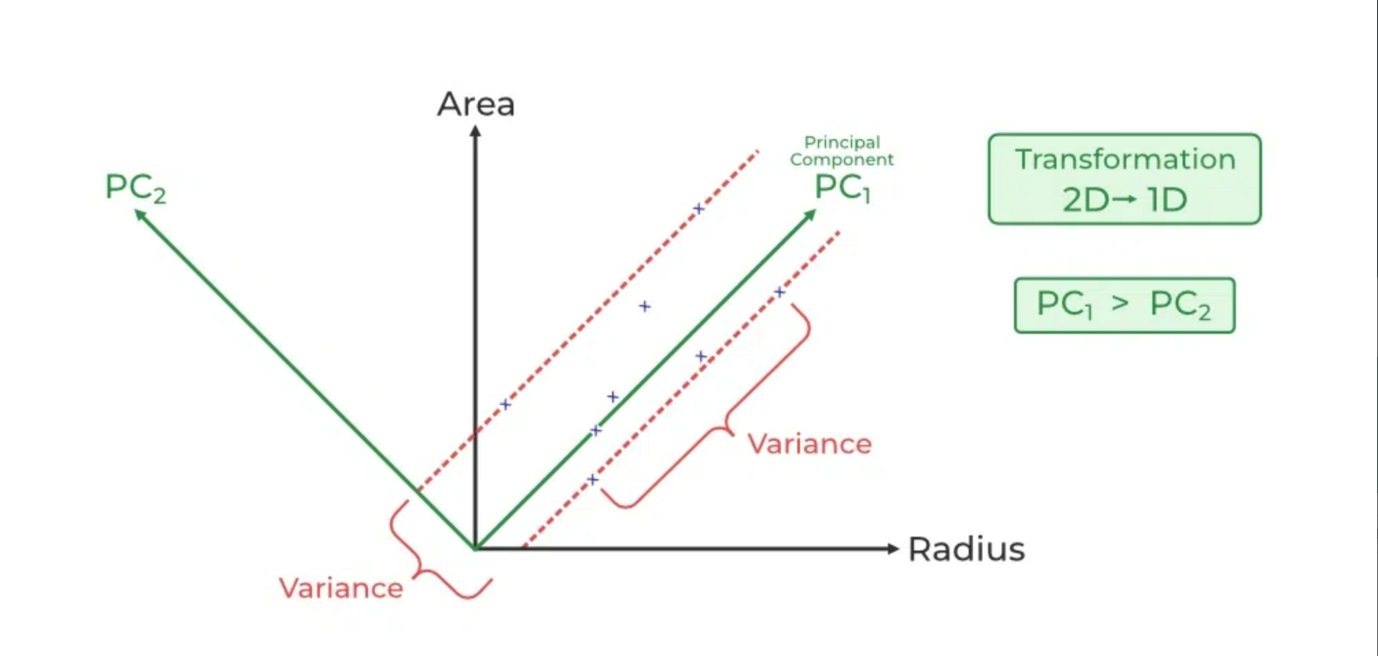 Area
Principal
Component
PC₁
PC₂
Transformation
2D→ 1D
PC₁ > PC₂
Variance
Radius
Variance